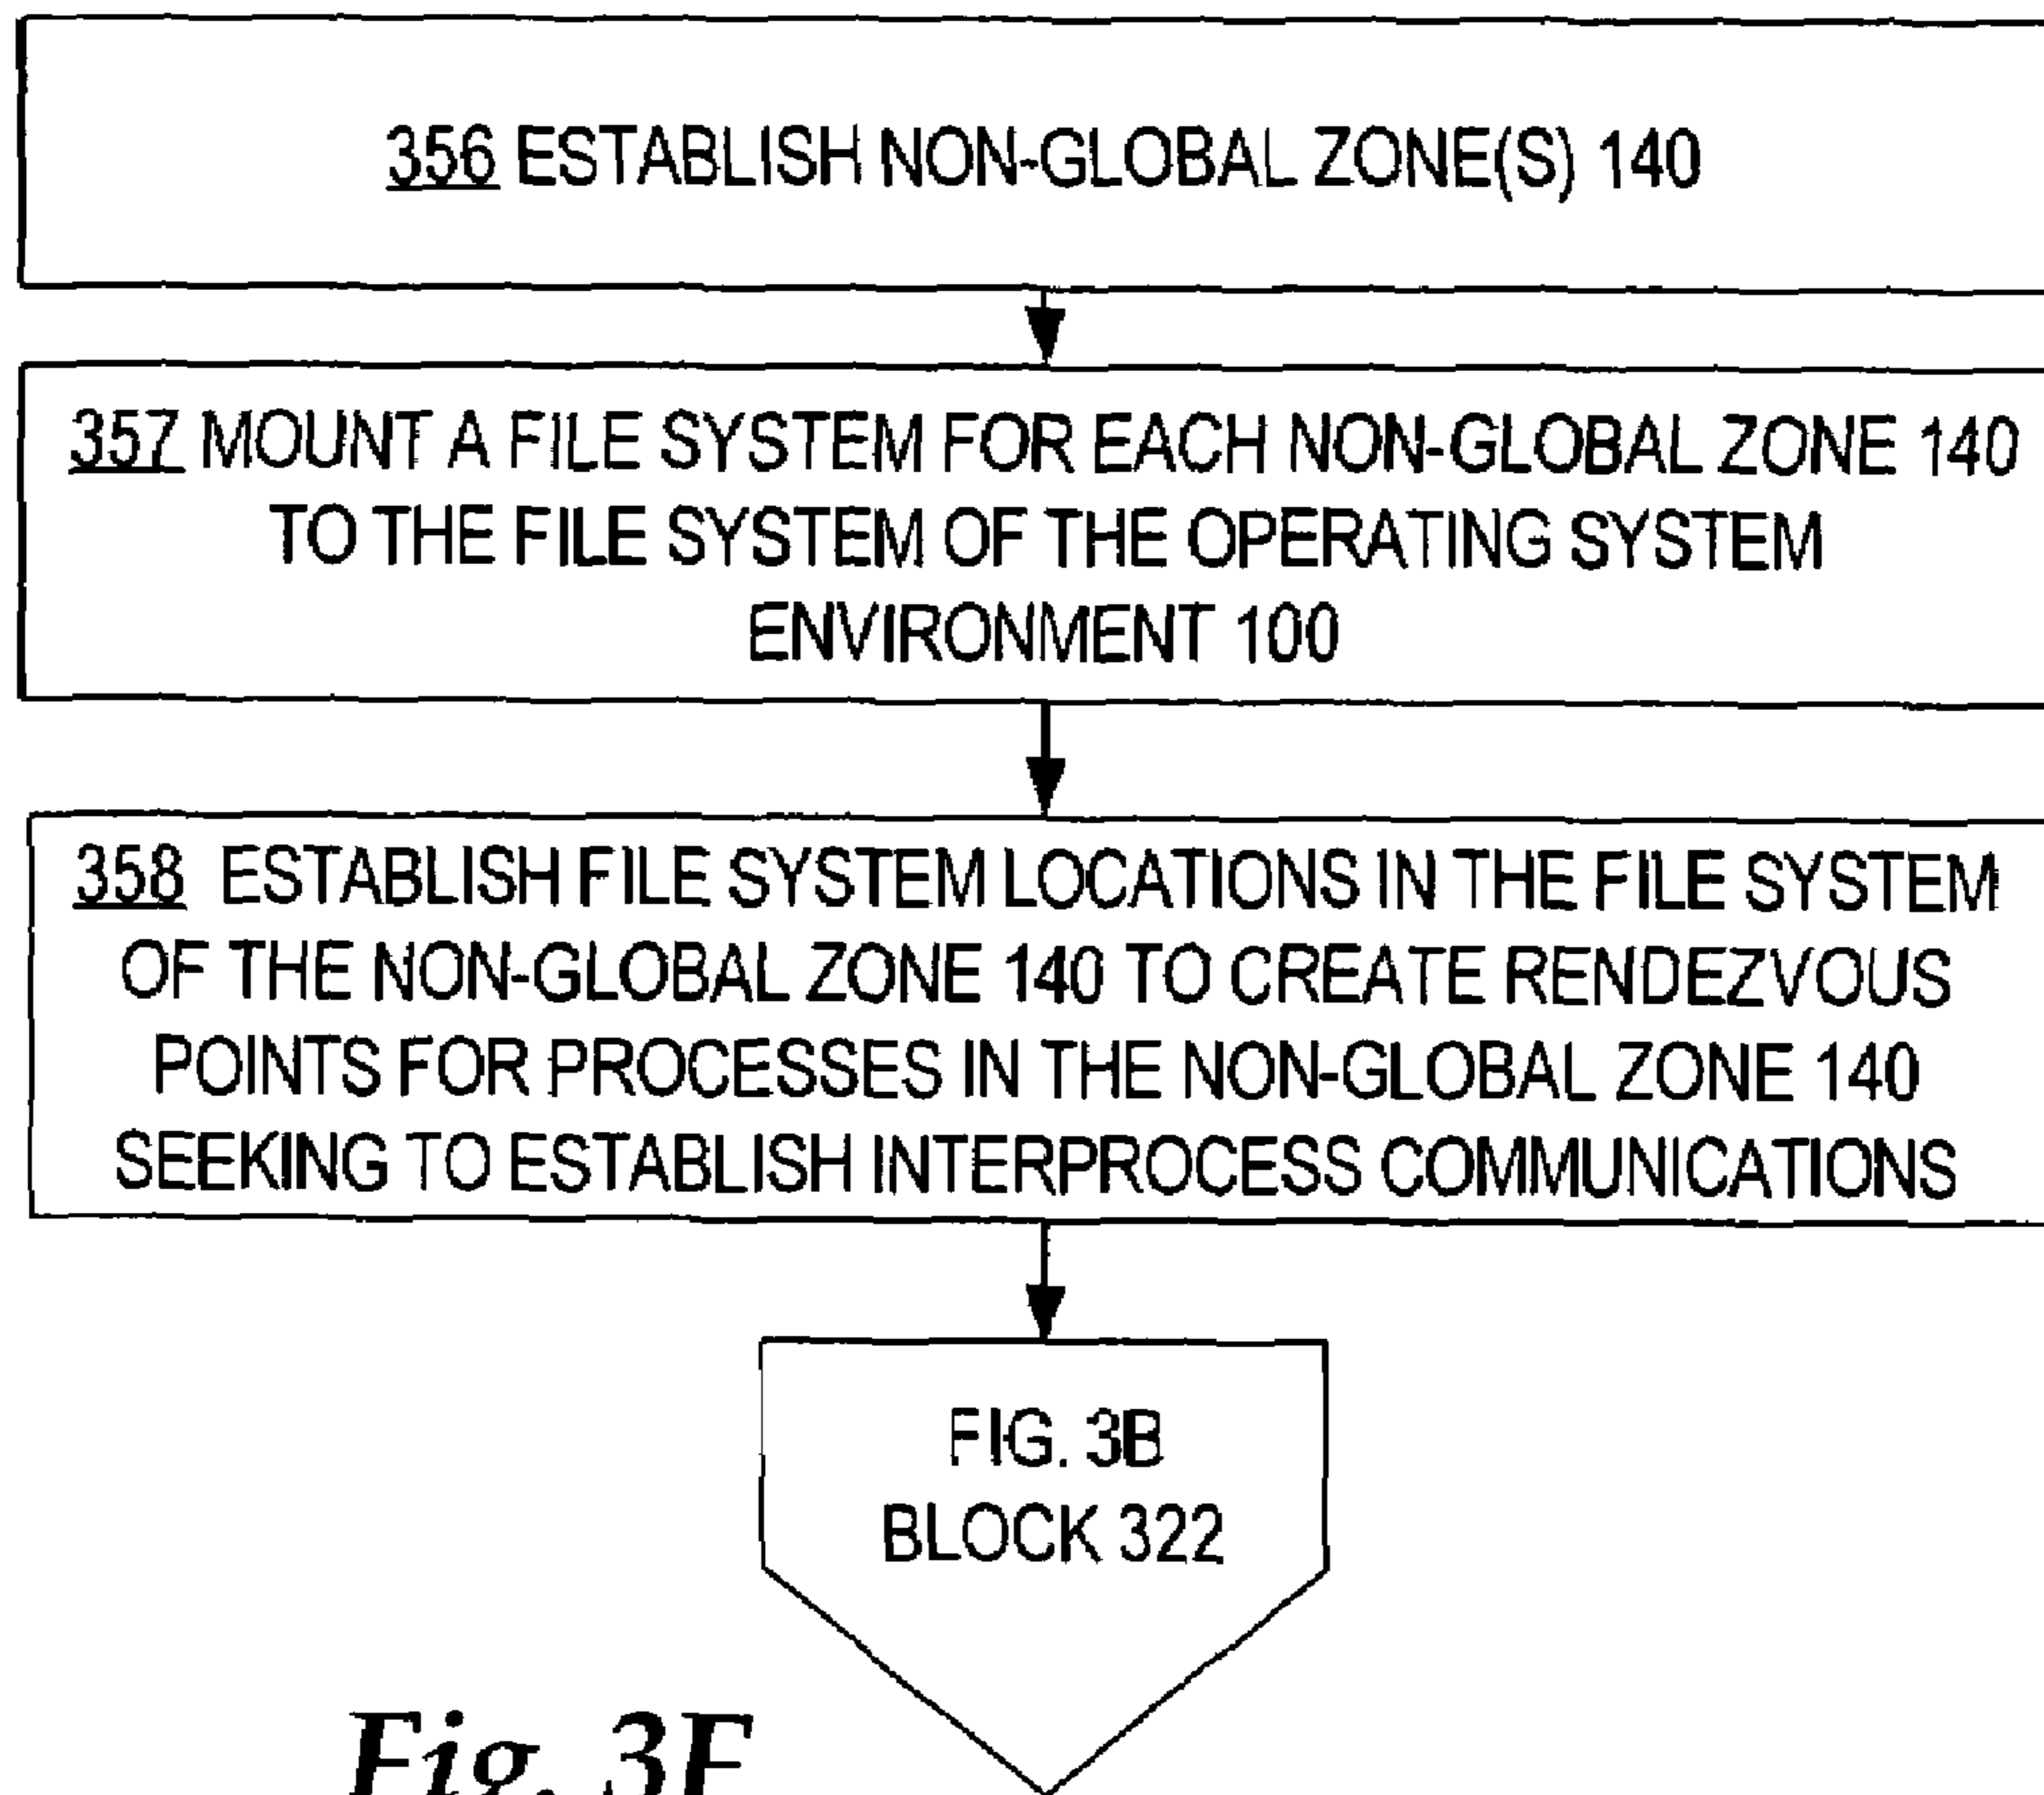 356 ESTABLISH NON-GLOBAL ZONE(S) 140
357 MOUNT A FILE SYSTEM FOR EACH NON-GLOBAL ZONE 140
TO THE FILE SYSTEM OF THE OPERATING SYSTEM
ENVIRONMENT 100
358 ESTABLISH FILE SYSTEM LOCATIONS IN THE FILE SYSTEM
OF THE NON-GLOBAL ZONE 140 TO CREATE RENDEZVOUS
POINTS FOR PROCESSES IN THE NON-GLOBAL ZONE 140
SEEKING TO ESTABLISH INTERPROCESS COMMUNICATIONS
FIG. 3B
BLOCK 322
Fig. 3F